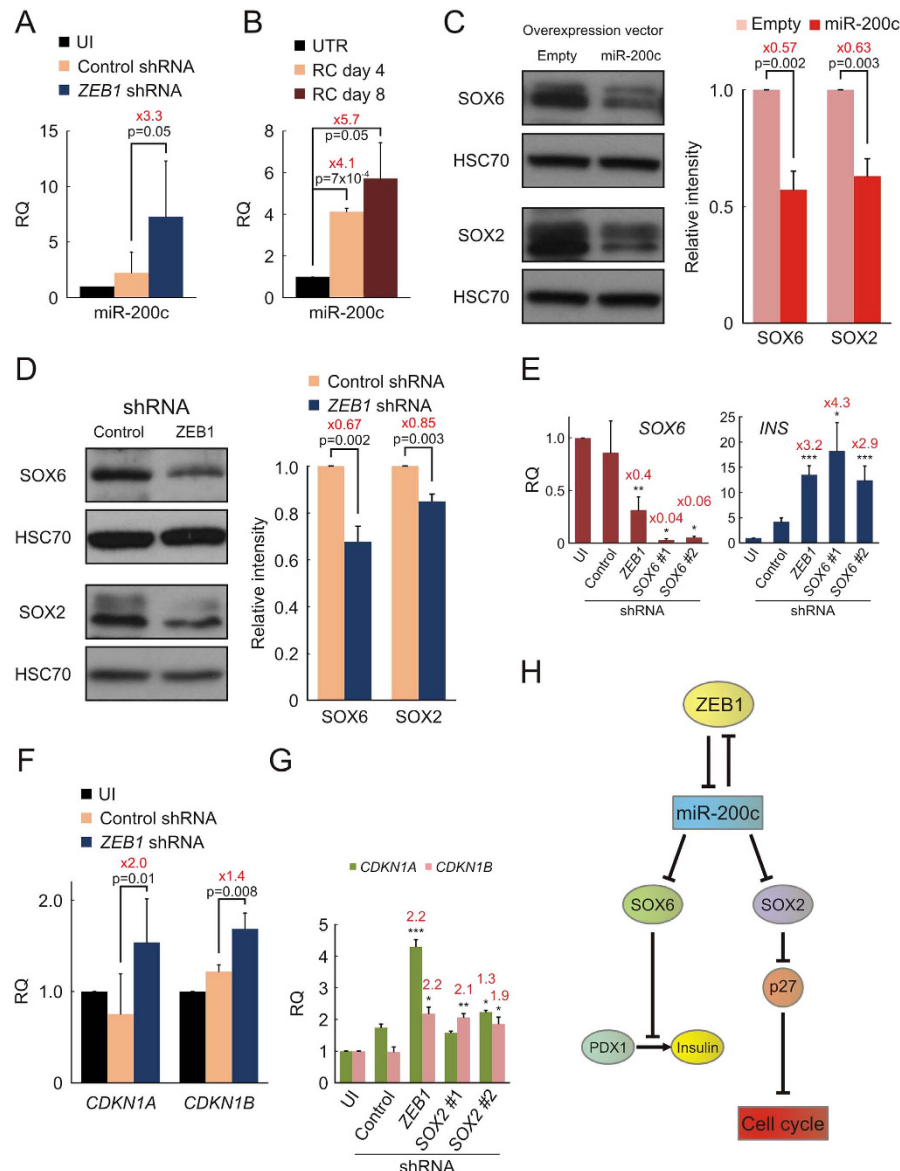 A
UI
Control shRNA
ZEB1 shRNA
x3.3
p=0.05
15
10
5
0
RQ
miR-200c
B
UTR
RC day 4
RC day 8
x5.7
p=0.05
x4.1
p=7x10⁻⁴
8
6
4
2
0
RQ
miR-200c
C
Overexpression vector
Empty miR-200c
SOX6
HSC70
SOX2
HSC70
Empty miR-200c
x0.57 x0.63
p=0.002 p=0.003
1.0
0.5
0
Relative intensity
SOX6 SOX2
D
shRNA
Control ZEB1
SOX6
HSC70
SOX2
HSC70
Control shRNA
ZEB1 shRNA
x0.67 x0.85
p=0.002 p=0.003
1.0
0.8
0.6
0.4
0.2
0
Relative intensity
SOX6 SOX2
E
SOX6
RQ
1.0
0.5
0
x0.4
**
x0.04
*
x0.06
*
UI
Control
ZEB1
SOX6 #1
SOX6 #2
shRNA
INS
25
20
15
10
5
0
x3.2
***
x4.3
*
x2.9
***
UI
Control
ZEB1
SOX6 #1
SOX6 #2
shRNA
F
UI
Control shRNA
ZEB1 shRNA
x2.0
p=0.01
x1.4
p=0.008
2.0
1.0
0
RQ
CDKN1A CDKN1B
G
CDKN1A CDKN1B
RQ
5
4
3
2
1
0
2.2
***
2.2
*
2.1
**
1.3
*
1.9
*
UI
Control
ZEB1
SOX2 #1
SOX2 #2
shRNA
H
ZEB1
miR-200c
SOX6
SOX2
p27
PDX1
Insulin
Cell cycle